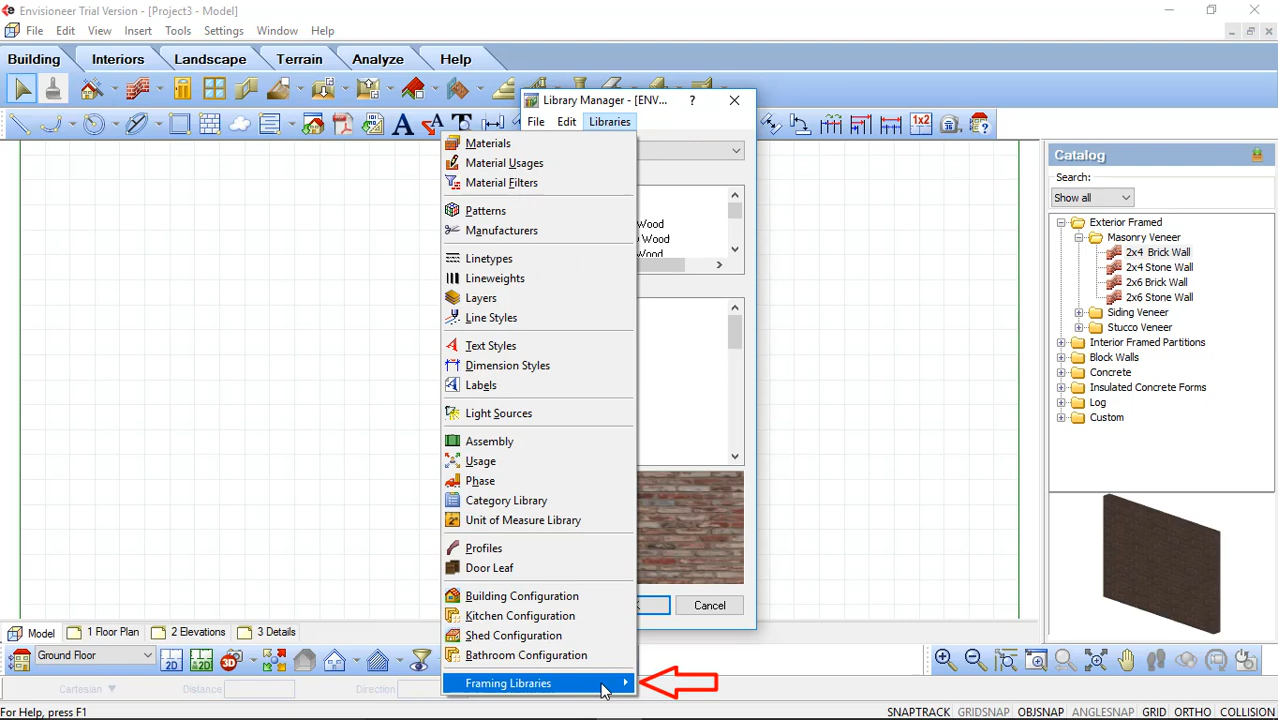 Envisioneer Trial Version - [Project3 - Model]
File Edit View Insert Tools Settings Window Help
Building Interiors Landscape Terrain Analyze Help
Library Manager - [ENV... ?
File Edit Libraries
1x2
Materials
Material Usages
Material Filters
Patterns
Manufacturers
Linetypes
Lineweights
Layers
Line Styles
Text Styles
Dimension Styles
Labels
Light Sources
Assembly
Usage
Phase
Category Library
Unit of Measure Library
Profiles
Door Leaf
Building Configuration
Kitchen Configuration
Shed Configuration
Bathroom Configuration
Framing Libraries
Wood
Wood
Wood
Cancel
Catalog
Search:
Show all
Exterior Framed
Masonry Veneer
2x4 Brick Wall
2x4 Stone Wall
2x6 Brick Wall
2x6 Stone Wall
Siding Veneer
Stucco Veneer
Interior Framed Partitions
Block Walls
Concrete
Insulated Concrete Forms
Log
Custom
Model 1 Floor Plan 2 Elevations 3 Details
Ground Floor 2D 2D 3D
Cartesian Distance Direction
For Help, press F1
SNAPTRACK GRIDSNAP OBJSNAP ANGLESNAP GRID ORTHO COLLISION